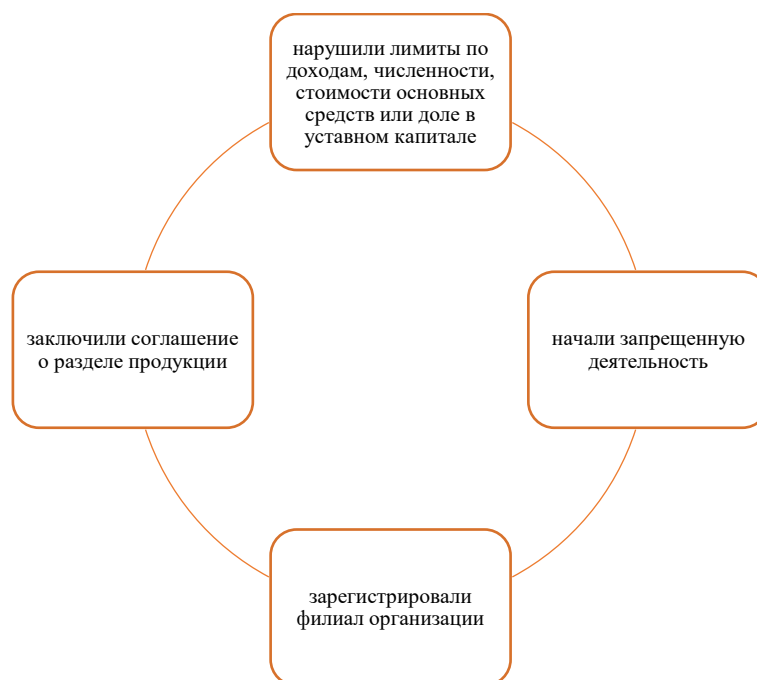 нарушили лимиты по
доходам, численности,
стоимости основных
средств или доле в
уставном капитале
заключили соглашение
о разделе продукции
начали запрещенную
деятельность
зарегистрировали
филиал организации